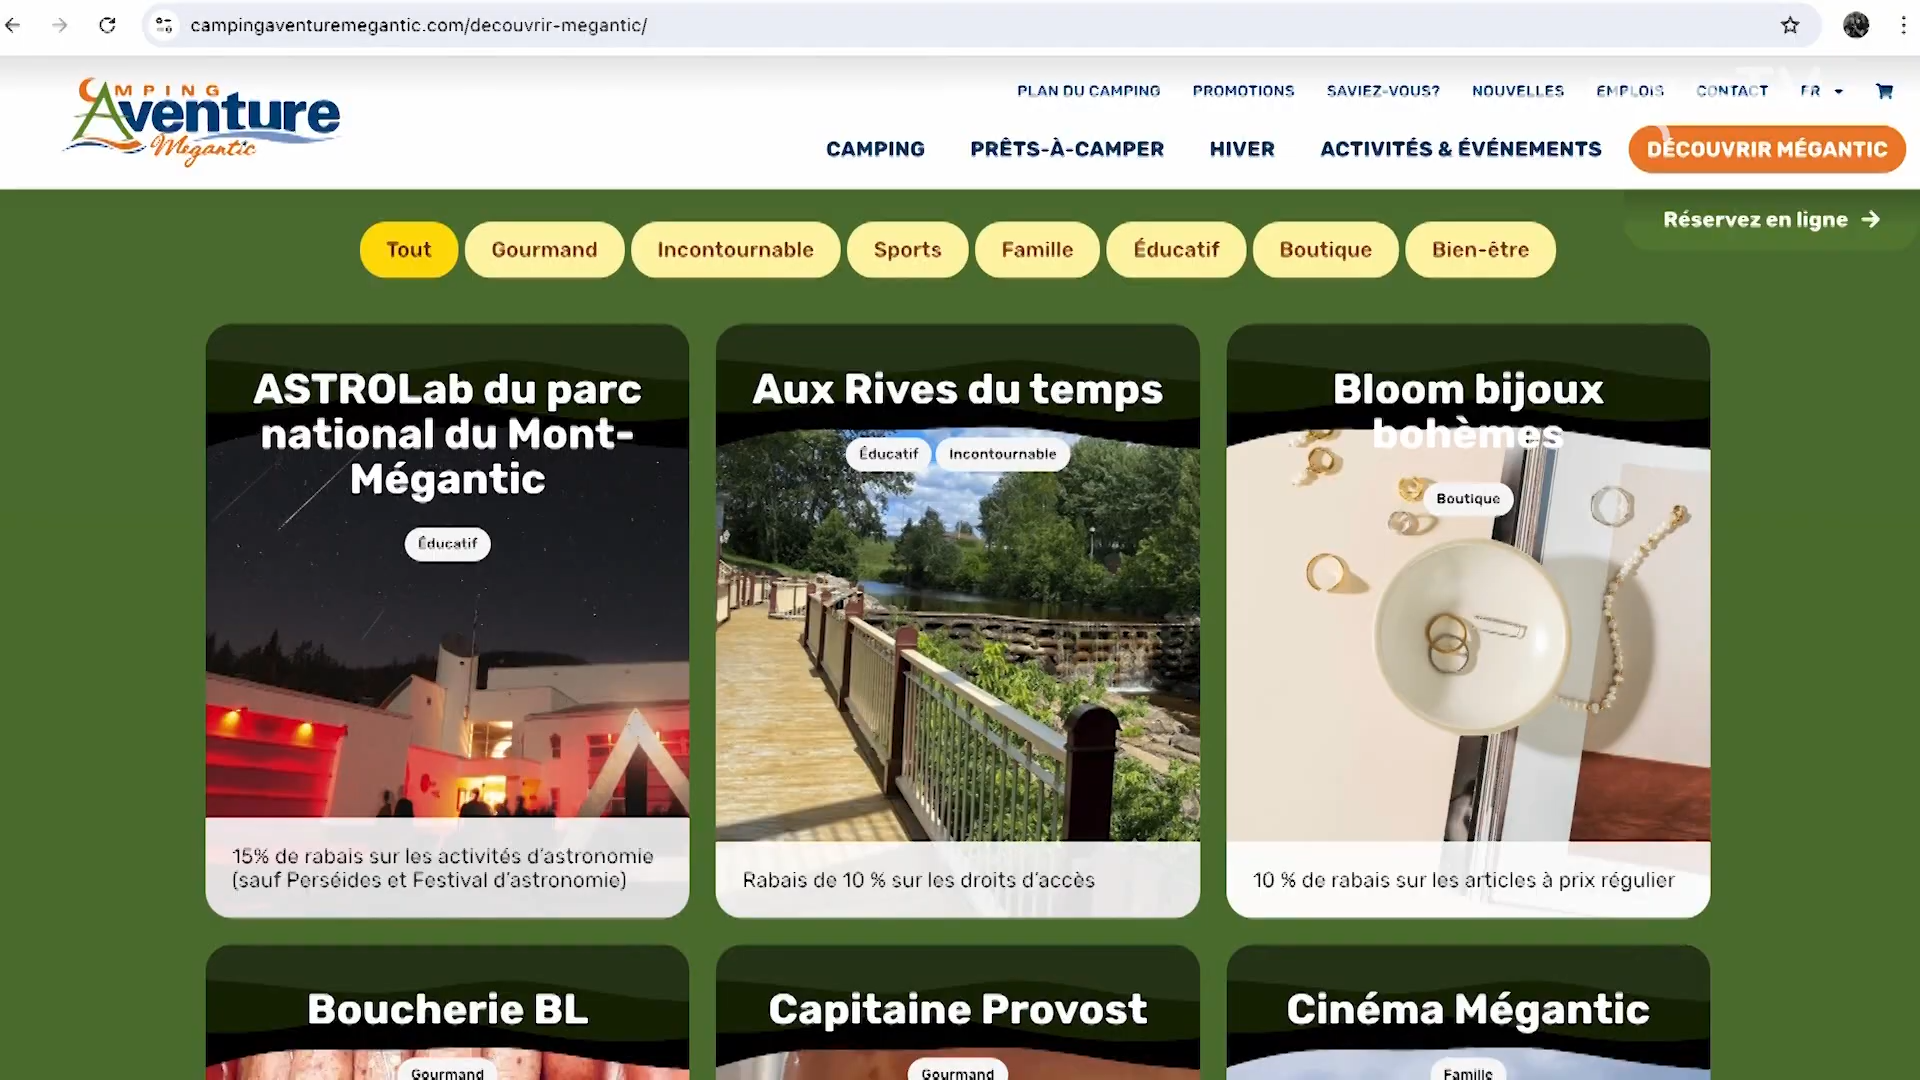 campingaventuremegantic.com/decouvrir-megantic/
CAMPING
Aventure
Megantic
PLAN DU CAMPING
PROMOTIONS
SAVIEZ-VOUS?
NOUVELLES
EMPLOIS
CONTACT
FR
CAMPING
PRÊTS-À-CAMPER
HIVER
ACTIVITÉS & ÉVÉNEMENTS
DÉCOUVRIR MÉGANTIC
Réservez en ligne →
Tout
Gourmand
Incontournable
Sports
Famille
Éducatif
Boutique
Bien-être
ASTROLab du parc
national du Mont-
Mégantic
Éducatif
15% de rabais sur les activités d'astronomie
(sauf Perséides et Festival d'astronomie)
Aux Rives du temps
Éducatif
Incontournable
Rabais de 10 % sur les droits d'accès
Bloom bijoux
bohèmes
Boutique
10 % de rabais sur les articles à prix régulier
Boucherie BL
Gourmand
Capitaine Provost
Gourmand
Cinéma Mégantic
Famille